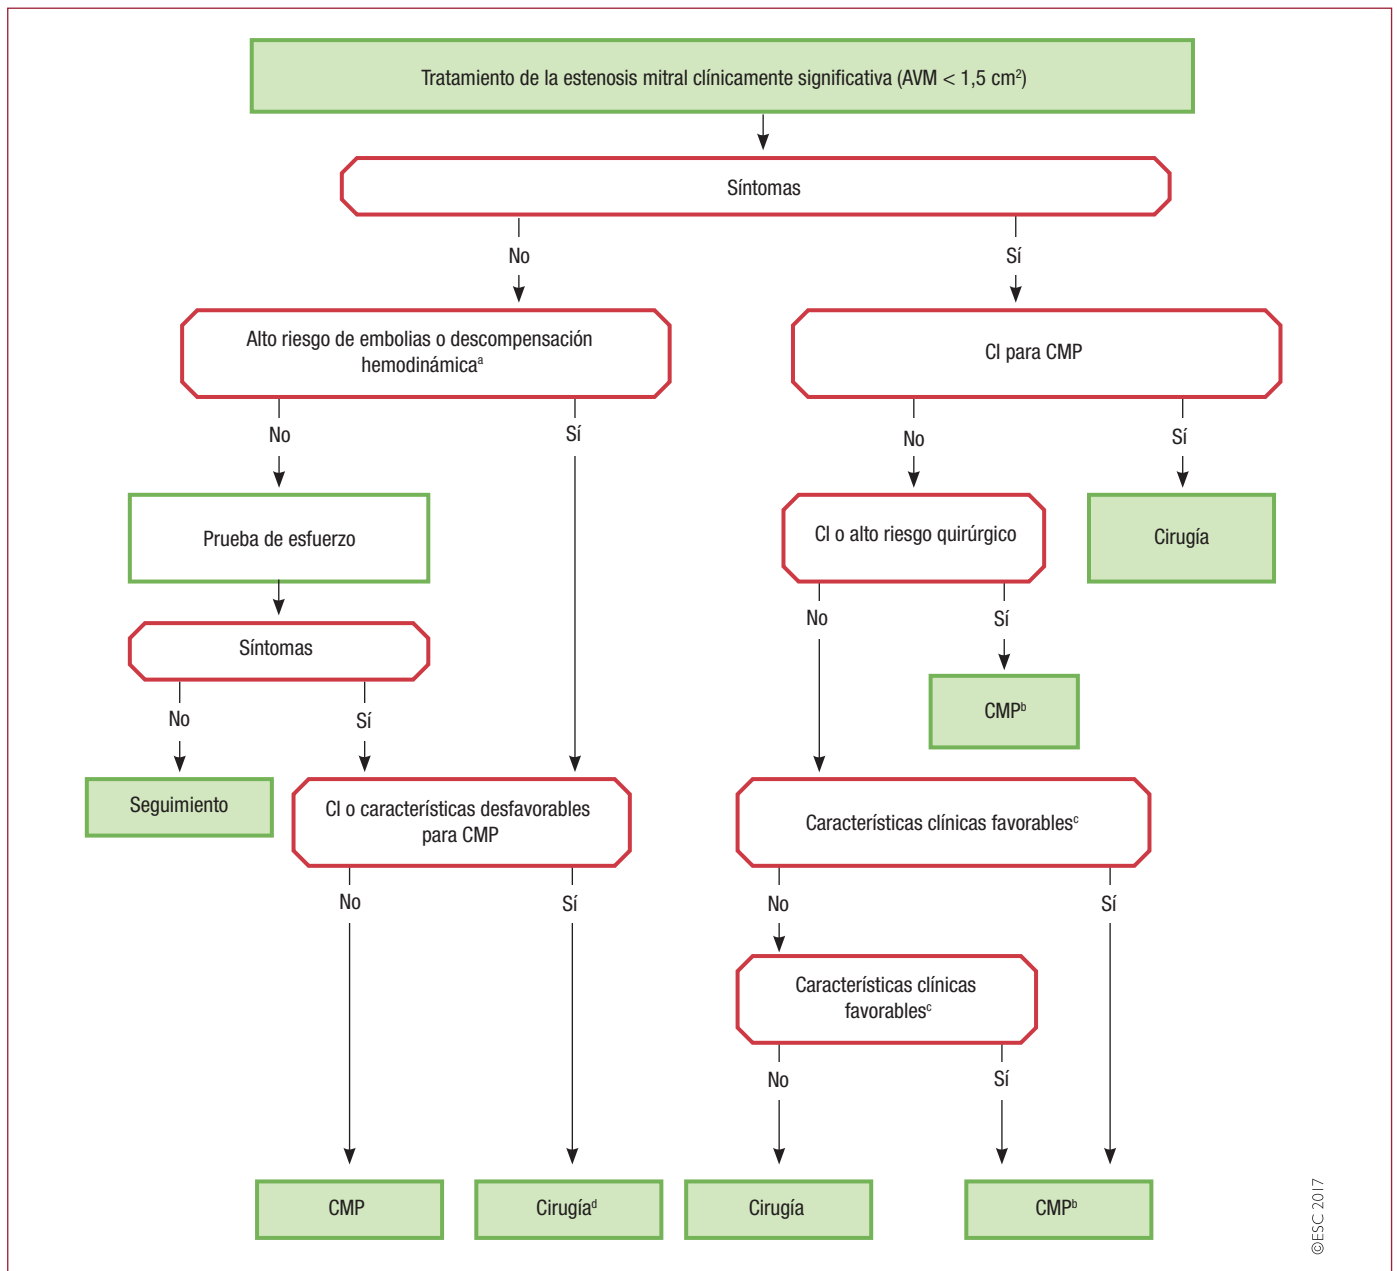 Tratamiento de la estenosis mitral clínicamente significativa (AVM < 1,5 cm²)
Síntomas
No
Sí
Alto riesgo de embolias o descompensación
hemodinámicaª
CI para CMP
No
Sí
No
Sí
Prueba de esfuerzo
CI o alto riesgo quirúrgico
Cirugía
No
Sí
Síntomas
No
Sí
CMPᵇ
Seguimiento
CI o características desfavorables
para CMP
Características clínicas favorablesᶜ
No
Sí
No
Sí
Características clínicas
favorablesᶜ
No
Sí
CMP
Cirugíaᵈ
Cirugía
CMPᵇ
©ESC 2017